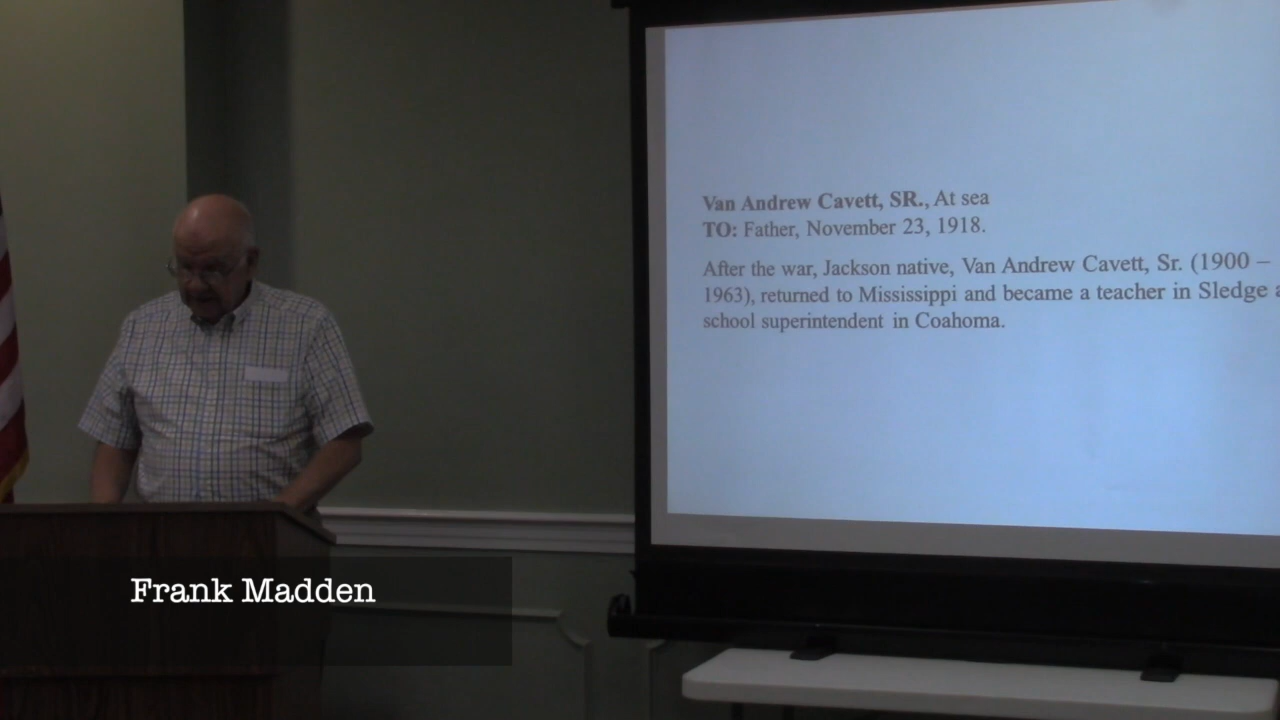 Van Andrew Cavett, SR., At sea
TO: Father, November 23, 1918.
After the war, Jackson native, Van Andrew Cavett, Sr. (1900 –
1963), returned to Mississippi and became a teacher in Sledge
school superintendent in Coahoma.
Frank Madden